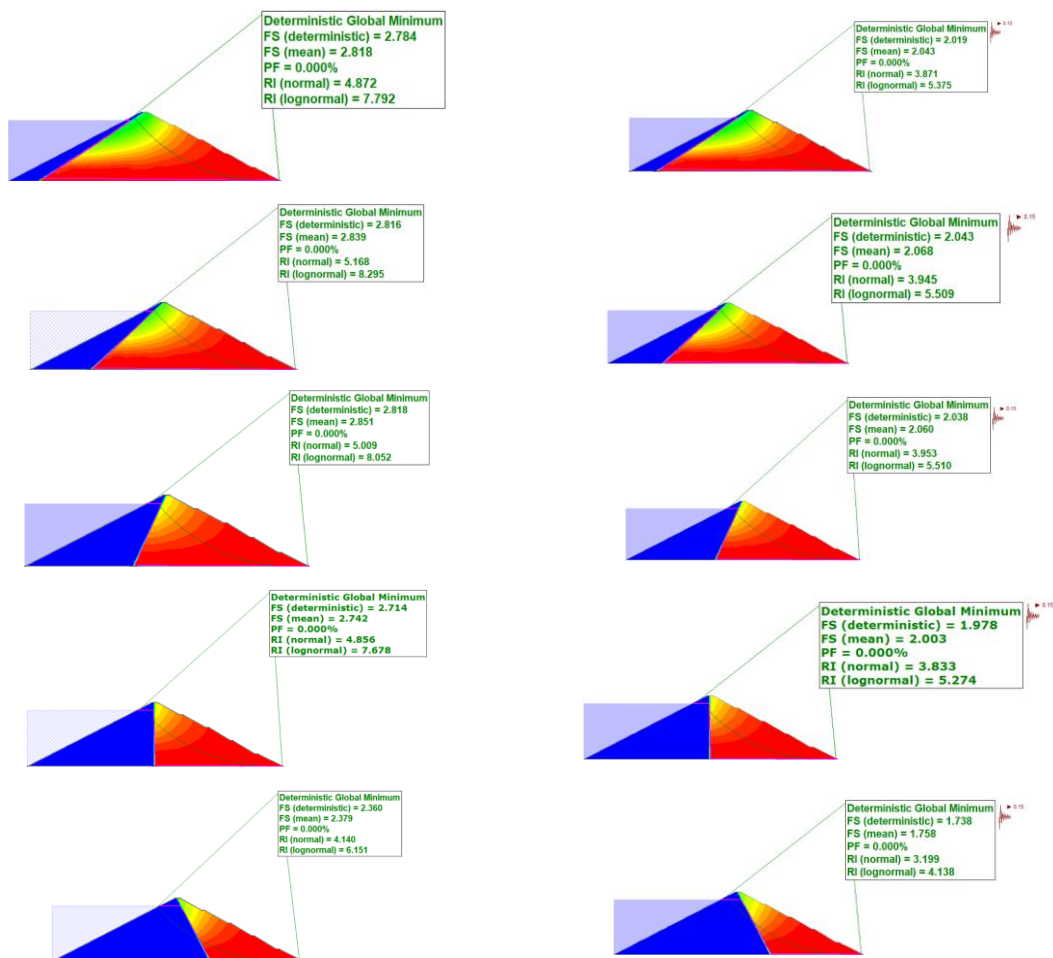 Deterministic Global Minimum
FS (deterministic) = 2.784
FS (mean) = 2.818
PF = 0.000%
RI (normal) = 4.872
RI (lognormal) = 7.792
Deterministic Global Minimum
FS (deterministic) = 2.019
FS (mean) = 2.043
PF = 0.000%
RI (normal) = 3.871
RI (lognormal) = 5.375
0.15
Deterministic Global Minimum
FS (deterministic) = 2.816
FS (mean) = 2.839
PF = 0.000%
RI (normal) = 5.168
RI (lognormal) = 8.295
Deterministic Global Minimum
FS (deterministic) = 2.043
FS (mean) = 2.068
PF = 0.000%
RI (normal) = 3.945
RI (lognormal) = 5.509
0.15
Deterministic Global Minimum
FS (deterministic) = 2.818
FS (mean) = 2.851
PF = 0.000%
RI (normal) = 5.009
RI (lognormal) = 8.052
Deterministic Global Minimum
FS (deterministic) = 2.038
FS (mean) = 2.060
PF = 0.000%
RI (normal) = 3.953
RI (lognormal) = 5.510
0.15
Deterministic Global Minimum
FS (deterministic) = 2.714
FS (mean) = 2.742
PF = 0.000%
RI (normal) = 4.856
RI (lognormal) = 7.678
Deterministic Global Minimum
FS (deterministic) = 1.978
FS (mean) = 2.003
PF = 0.000%
RI (normal) = 3.833
RI (lognormal) = 5.274
0.15
Deterministic Global Minimum
FS (deterministic) = 2.360
FS (mean) = 2.379
PF = 0.000%
RI (normal) = 4.140
RI (lognormal) = 6.151
Deterministic Global Minimum
FS (deterministic) = 1.738
FS (mean) = 1.758
PF = 0.000%
RI (normal) = 3.199
RI (lognormal) = 4.138
0.15